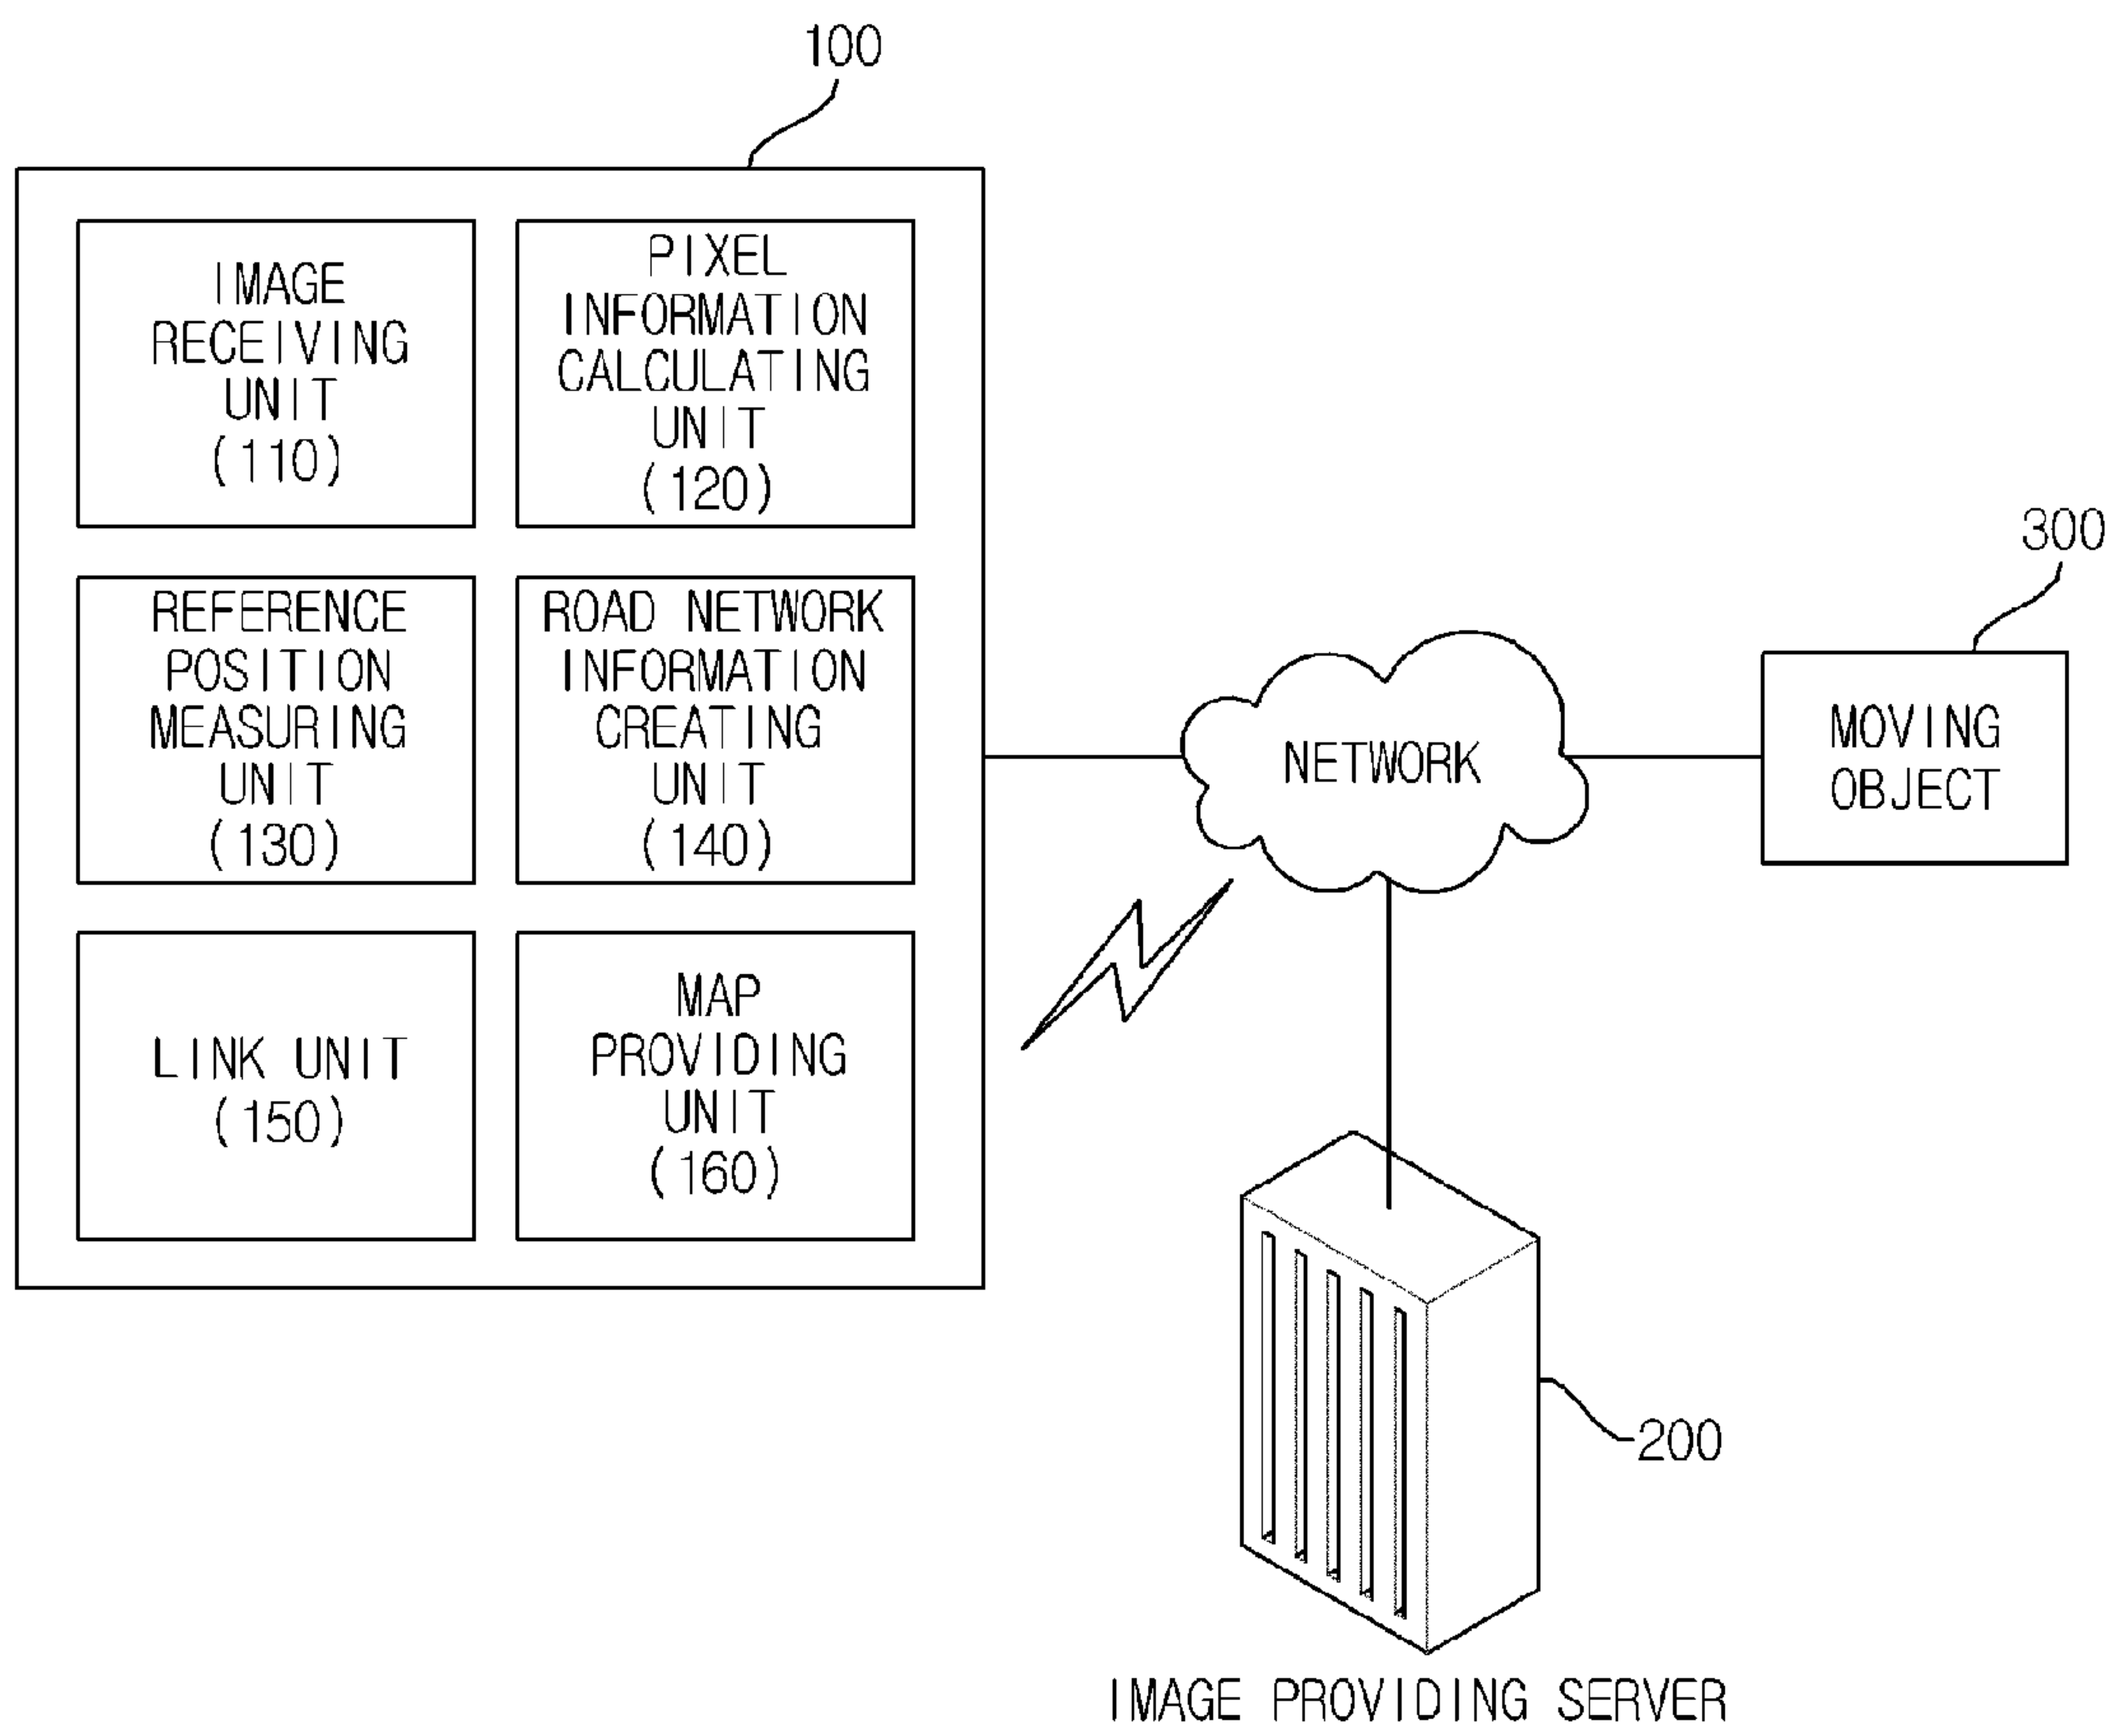 100
IMAGE
RECEIVING
UNIT
(110)
PIXEL
INFORMATION
CALCULATING
UNIT
(120)
REFERENCE
POSITION
MEASURING
UNIT
(130)
ROAD NETWORK
INFORMATION
CREATING
UNIT
(140)
LINK UNIT
(150)
MAP
PROVIDING
UNIT
(160)
NETWORK
300
MOVING
OBJECT
200
IMAGE PROVIDING SERVER